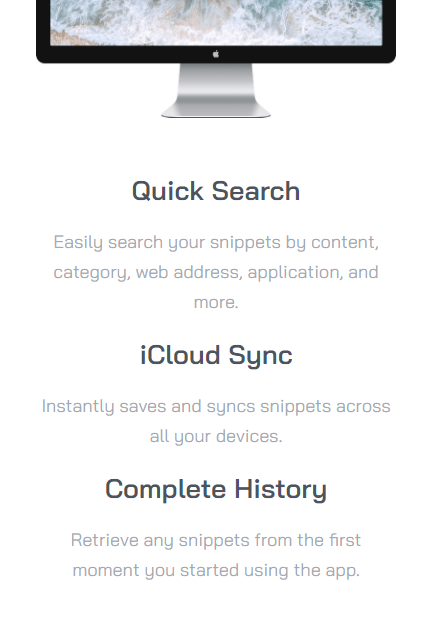 Quick Search
Easily search your snippets by content,
category, web address, application, and
more.
iCloud Sync
Instantly saves and syncs snippets across
all your devices.
Complete History
Retrieve any snippets from the first
moment you started using the app.